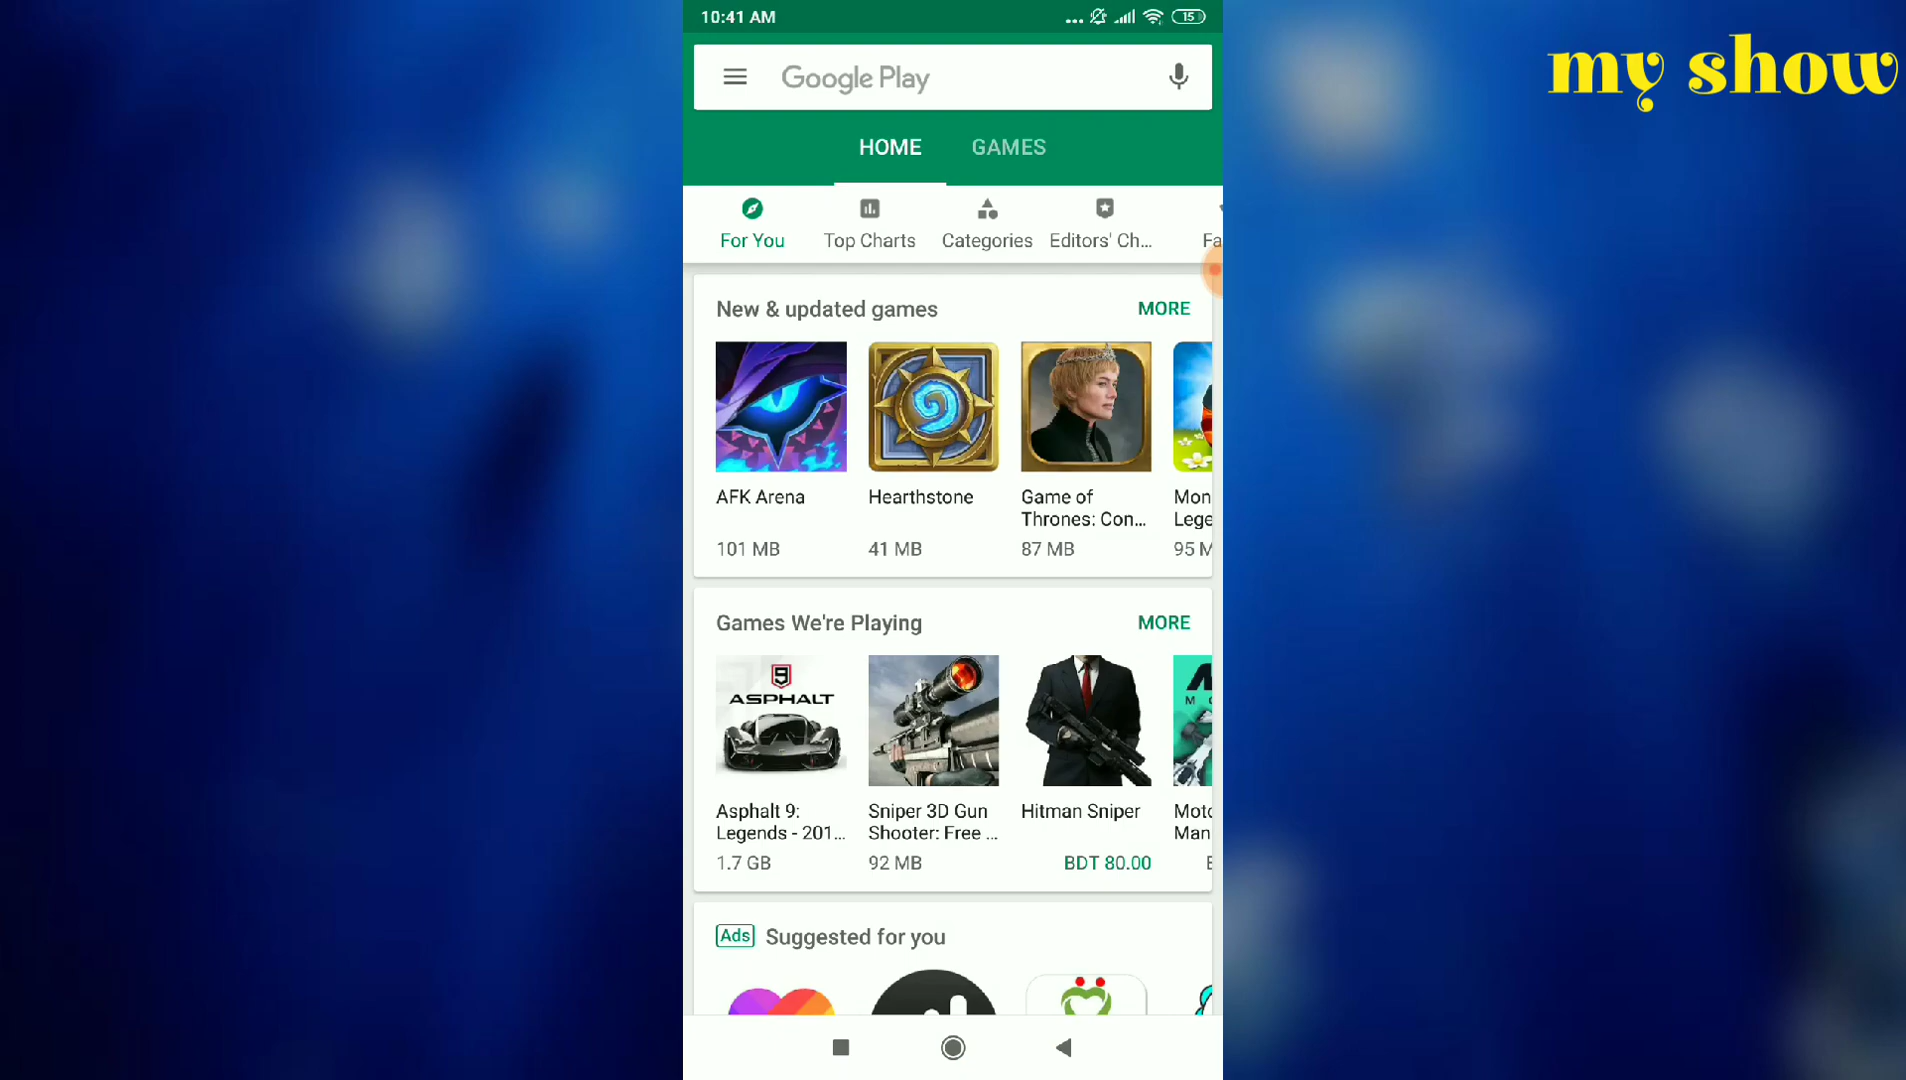 10:41 AM
15
my show
Google Play
HOME GAMES
For You Top Charts Categories Editors' Ch... Fa
New & updated games MORE
AFK Arena Hearthstone Game of Mon
Thrones: Con... Lege
101 MB 41 MB 87 MB 95 M
Games We're Playing MORE
9
ASPHALT
Asphalt 9: Sniper 3D Gun Hitman Sniper Moto
Legends - 201... Shooter: Free ... Man
1.7 GB 92 MB BDT 80.00
Ads Suggested for you